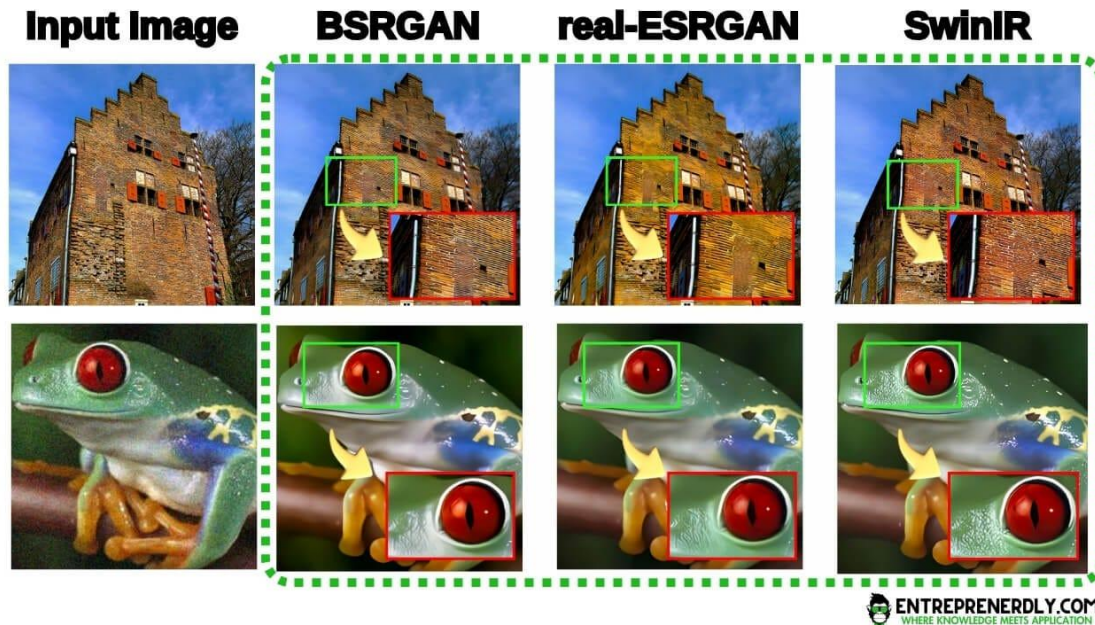 Input Image
BSRGAN
real-ESRGAN
SwinIR
ENTREPRENERDLY.COM
WHERE KNOWLEDGE MEETS APPLICATION